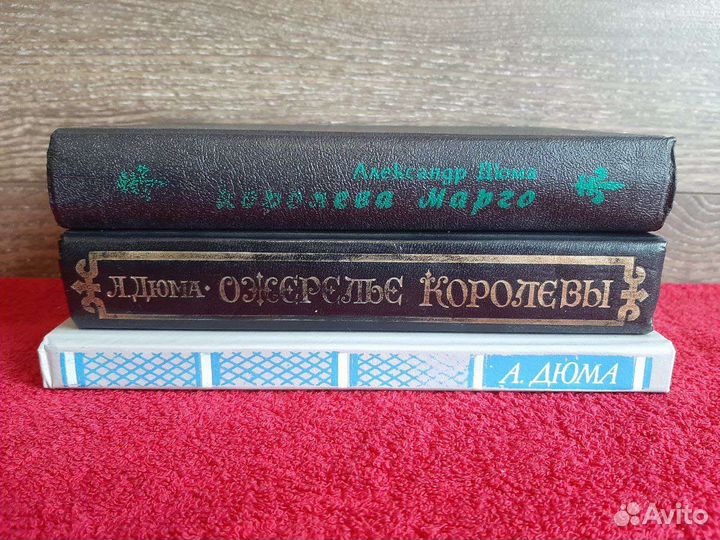 Александр Дюма
королева Марго
А. Дюма · ОЖЕРЕЛЬЕ КОРОЛЕВЫ
А. ДЮМА
Avito